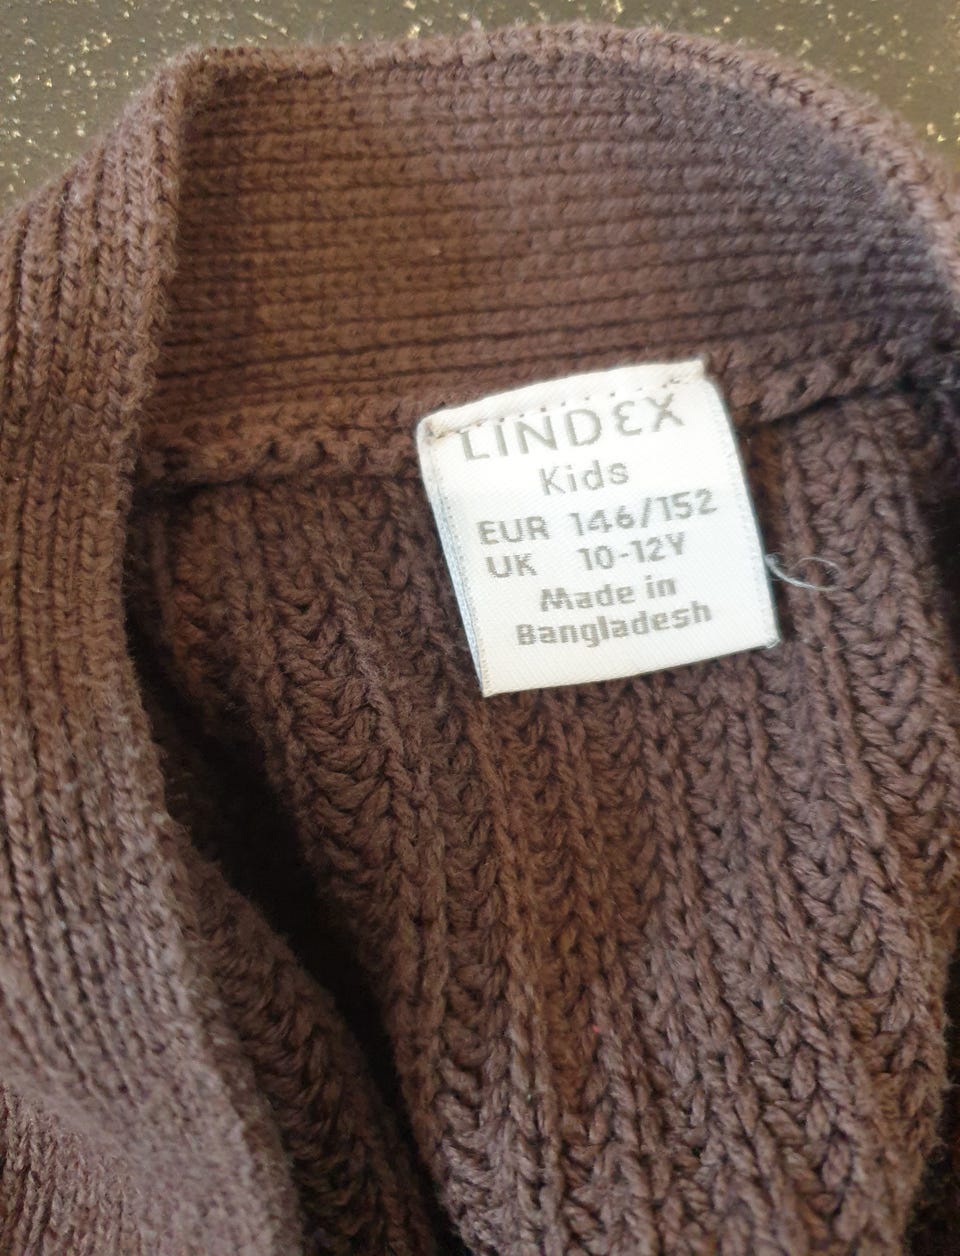 LINDEX
Kids
EUR 146/152
UK 10-12Y
Made in
Bangladesh